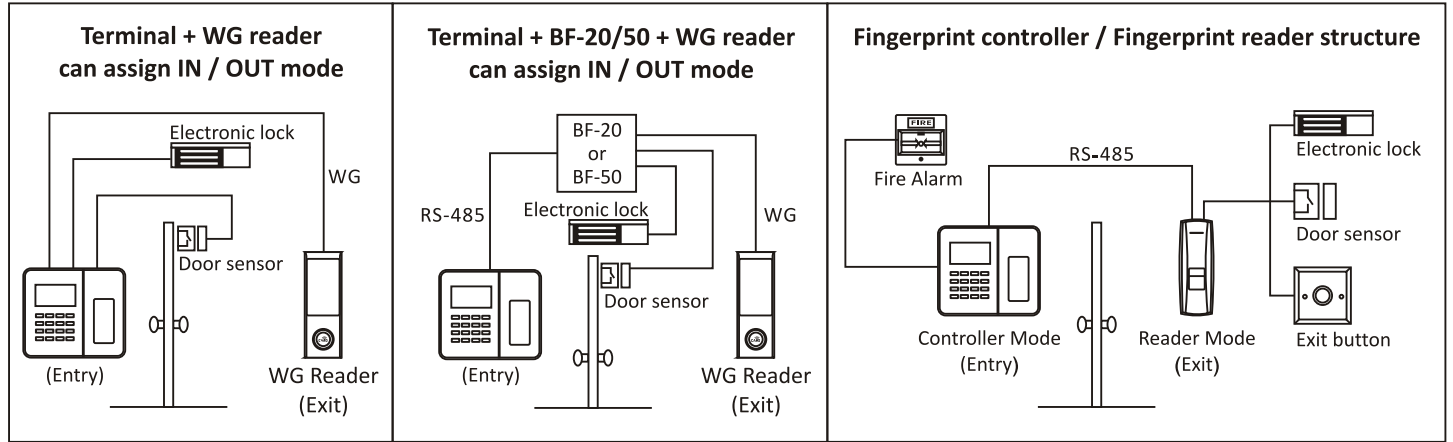 Terminal + WG reader
can assign IN / OUT mode
Electronic lock
WG
Door sensor
(Entry)
WG Reader
(Exit)
Terminal + BF-20/50 + WG reader
can assign IN / OUT mode
BF-20
or
BF-50
RS-485
Electronic lock
WG
Door sensor
(Entry)
WG Reader
(Exit)
Fingerprint controller / Fingerprint reader structure
FIRE
Fire Alarm
RS-485
Electronic lock
Door sensor
Exit button
Controller Mode
(Entry)
Reader Mode
(Exit)